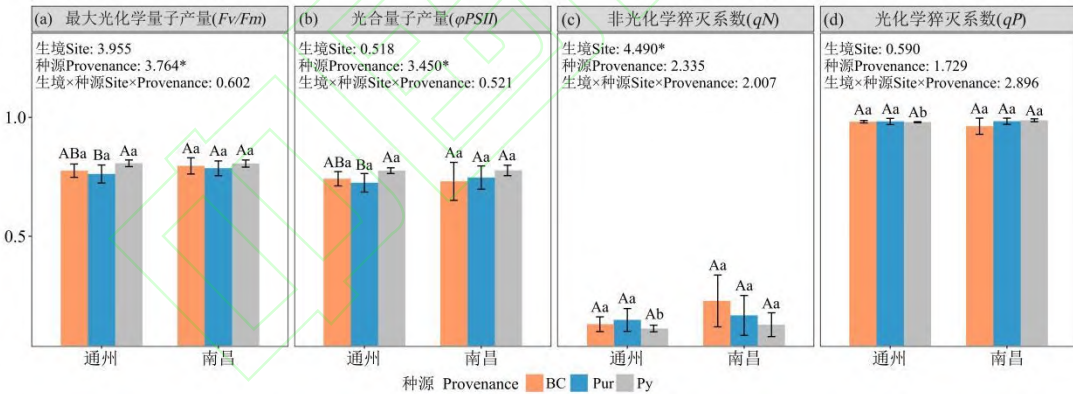 (a) 最大光化学量子产量(Fv/Fm)
生境Site: 3.955
种源Provenance: 3.764*
生境×种源Site×Provenance: 0.602
ABa Ba Aa Aa Aa Aa
通州 南昌
(b) 光合量子产量(φPSII)
生境Site: 0.518
种源Provenance: 3.450*
生境×种源Site×Provenance: 0.521
ABa Ba Aa Aa Aa Aa
通州 南昌
(c) 非光化学猝灭系数(qN)
生境Site: 4.490*
种源Provenance: 2.335
生境×种源Site×Provenance: 2.007
Aa Aa Ab Aa Aa Aa
通州 南昌
(d) 光化学猝灭系数(qP)
生境Site: 0.590
种源Provenance: 1.729
生境×种源Site×Provenance: 2.896
Aa Aa Ab Aa Aa Aa
通州 南昌
1.0
0.5
种源 Provenance BC Pur Py